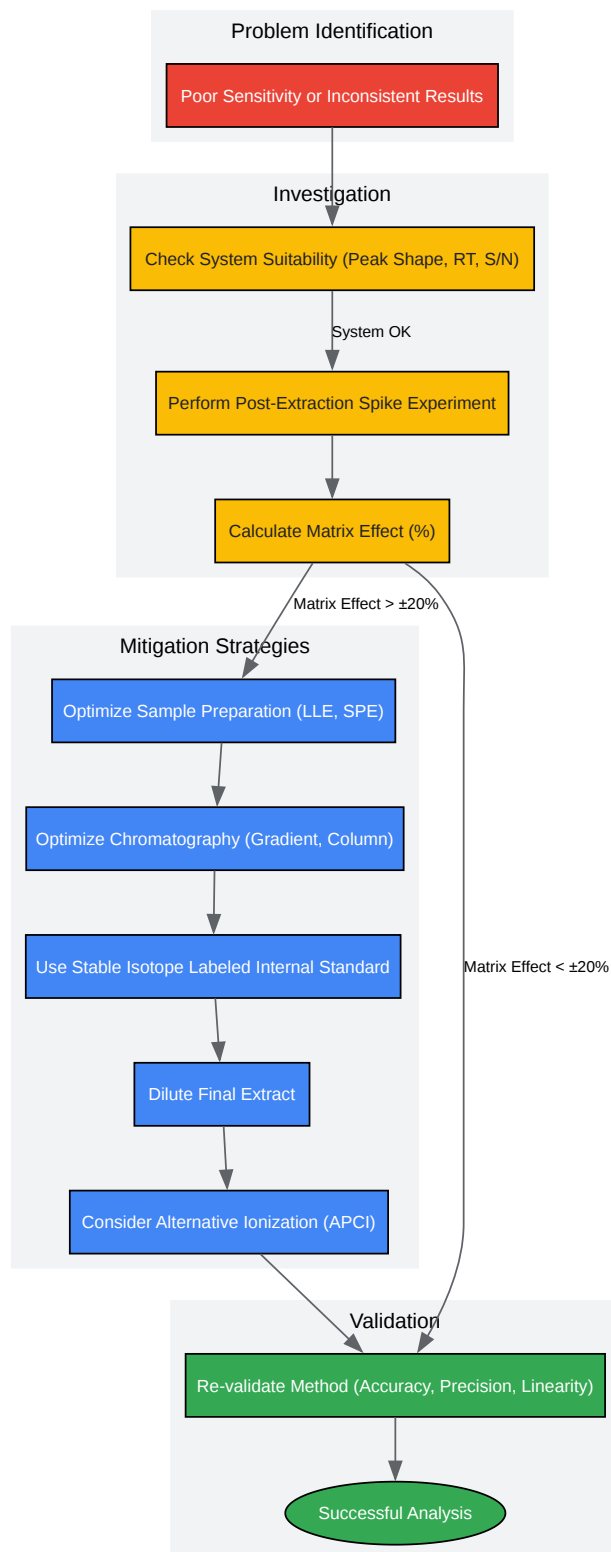 Problem Identification
Poor Sensitivity or Inconsistent Results
Investigation
Check System Suitability (Peak Shape, RT, S/N)
System OK
Perform Post-Extraction Spike Experiment
Calculate Matrix Effect (%)
Matrix Effect > ±20%
Mitigation Strategies
Optimize Sample Preparation (LLE, SPE)
Optimize Chromatography (Gradient, Column)
Use Stable Isotope Labeled Internal Standard
Matrix Effect < ±20%
Dilute Final Extract
Consider Alternative Ionization (APCI)
Validation
Re-validate Method (Accuracy, Precision, Linearity)
Successful Analysis